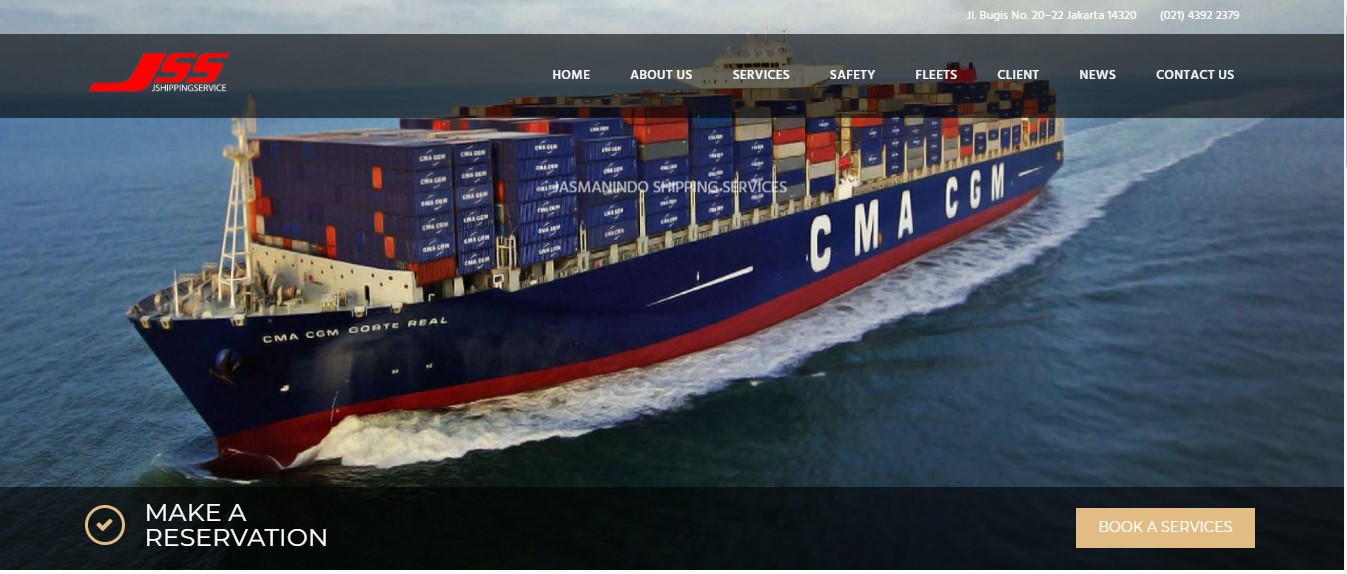 Jl. Bugis No. 20-22 Jakarta 14320 (021) 4392 2379
JSS
JSHIPPINGSERVICE
HOME ABOUT US SERVICES SAFETY FLEETS CLIENT NEWS CONTACT US
JASMANINDO SHIPPING SERVICES
CMA CGM
CMA CGM CORTE REAL
MAKE A
RESERVATION
BOOK A SERVICES